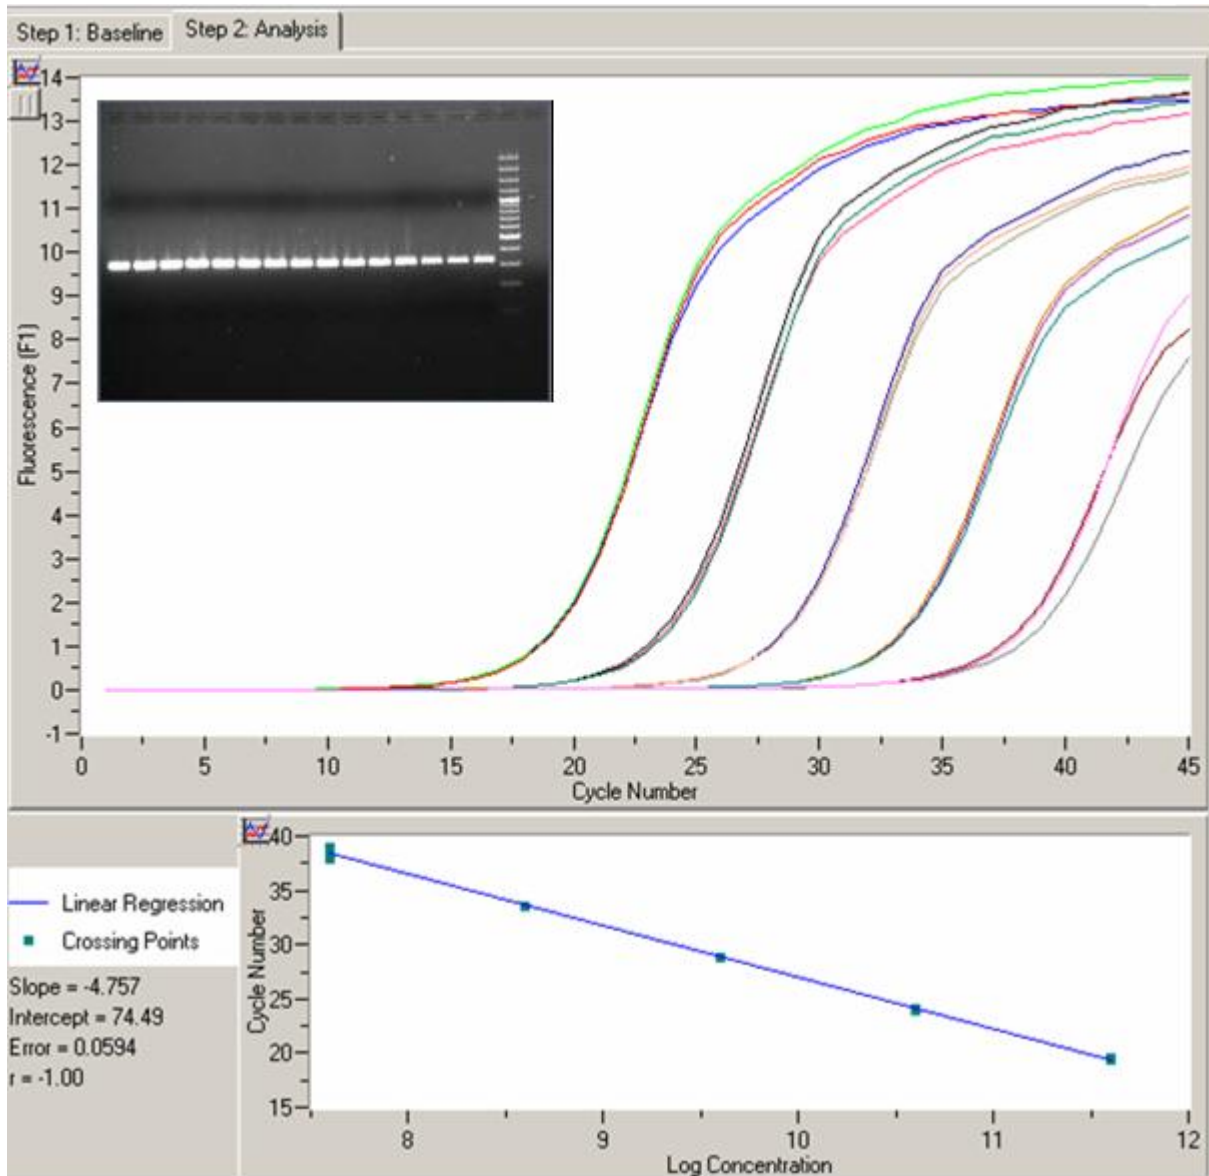 Step 1: Baseline
Step 2: Analysis
14
13
12
11
10
9
8
7
6
5
4
3
2
1
0
-1
Fluorescence (F1)
0 5 10 15 20 25 30 35 40 45
Cycle Number
Linear Regression
Crossing Points
Slope = -4.757
Intercept = 74.49
Error = 0.0594
r = -1.00
40
35
30
25
20
15
Cycle Number
8 9 10 11 12
Log Concentration